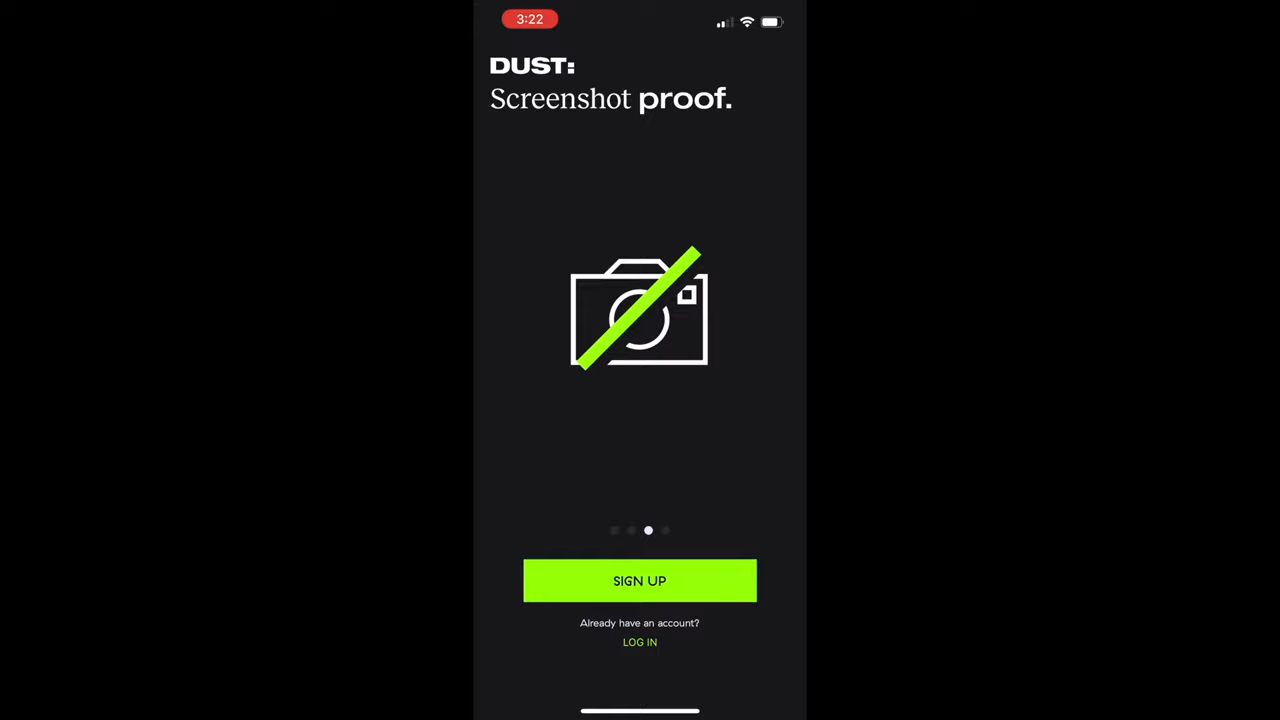 3:22
DUST:
Screenshot proof.
SIGN UP
Already have an account?
LOG IN